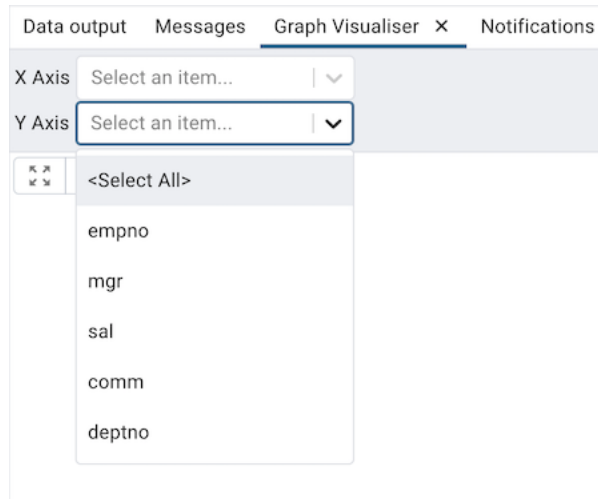 Data output Messages Graph Visualiser × Notifications
X Axis Select an item...
Y Axis Select an item...
<Select All>
empno
mgr
sal
comm
deptno